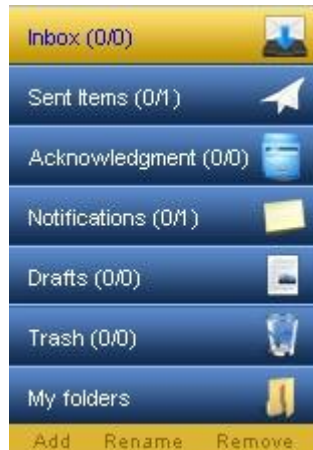 Inbox (0/0)
Sent Items (0/1)
Acknowledgment (0/0)
Notifications (0/1)
Drafts (0/0)
Trash (0/0)
My folders
Add Rename Remove